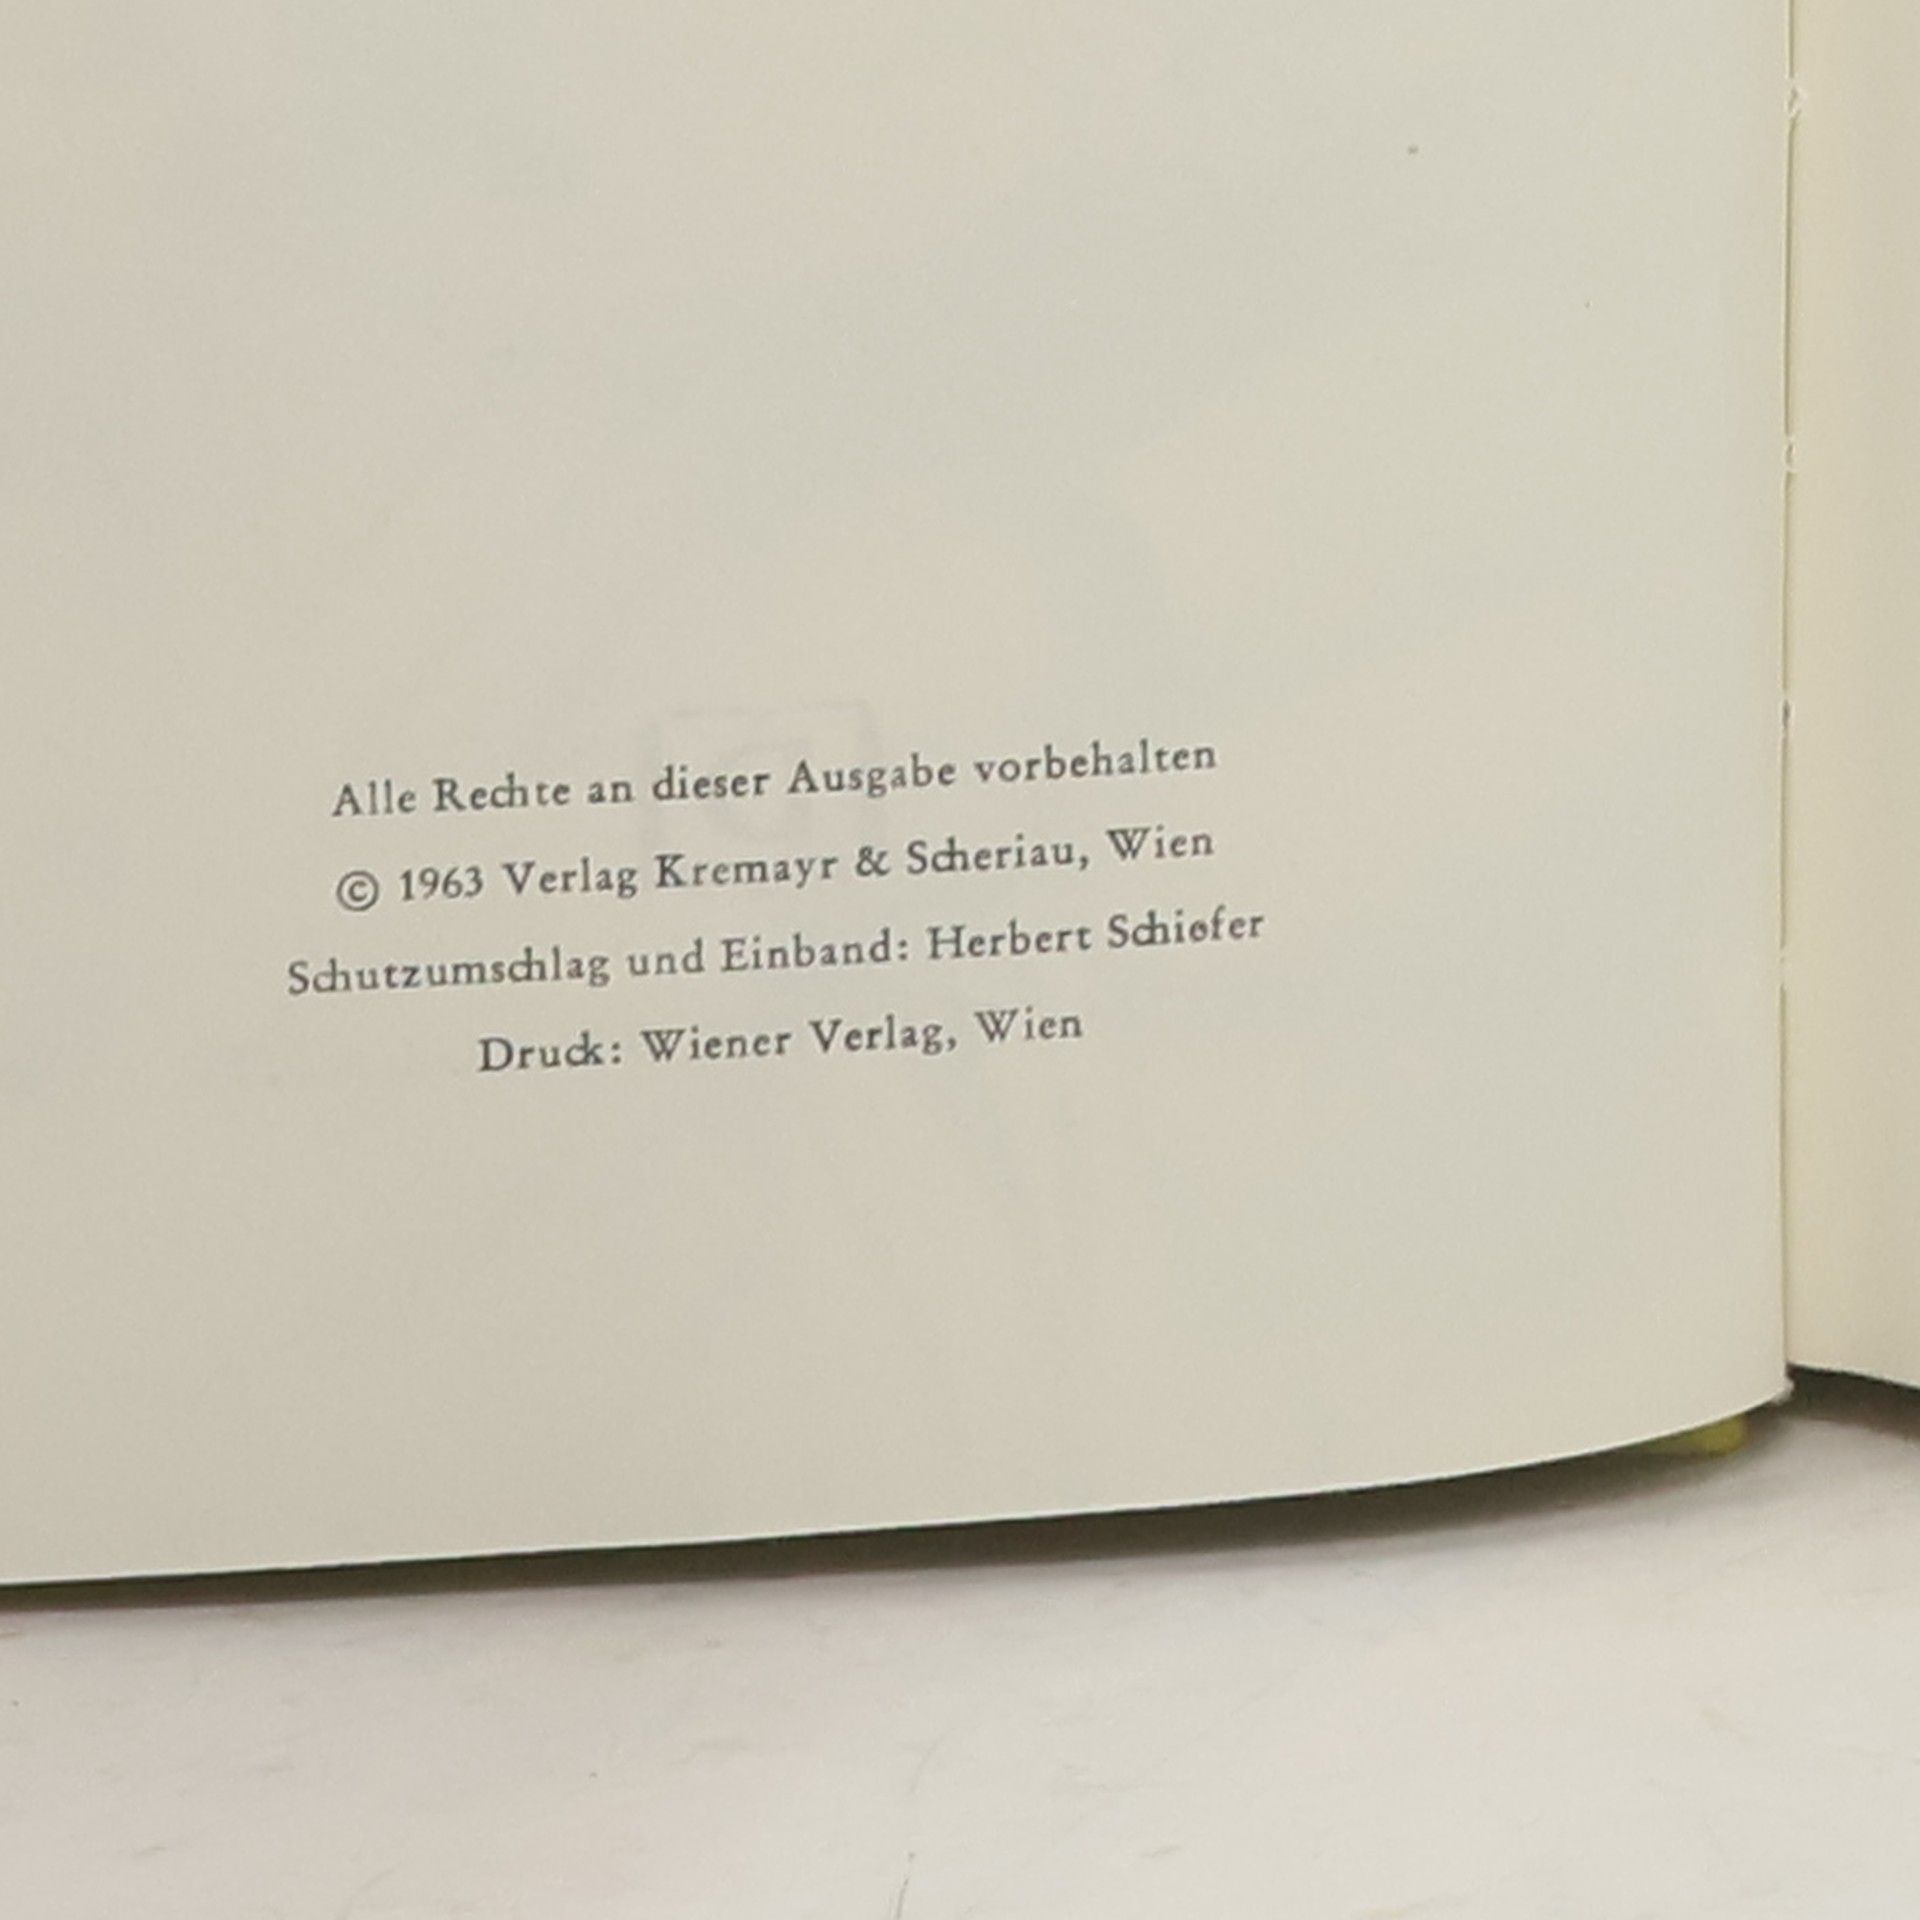 Alle Rechte an dieser Ausgabe vorbehalten
© 1963 Verlag Kremayr & Scheriau, Wien
Schutzumschlag und Einband: Herbert Schiefer
Druck: Wiener Verlag, Wien